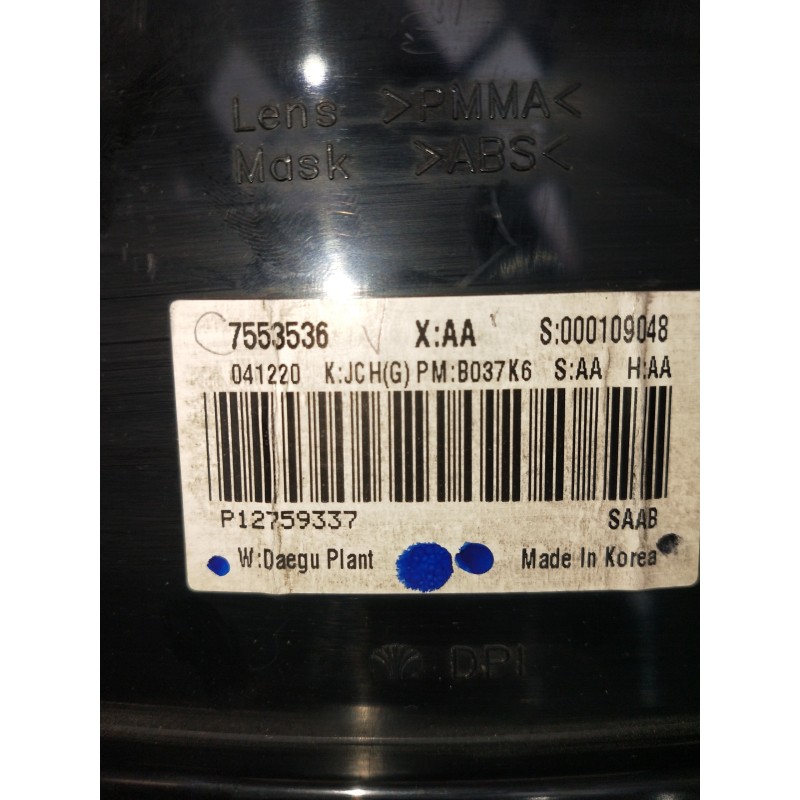 Lens >PMMA<
Mask >ABS<
7553536 X:AA S:000109048
041220 K:JCH(G) PM:B037K6 S:AA H:AA
P12759337 SAAB
W:Daegu Plant Made In Korea
DPI